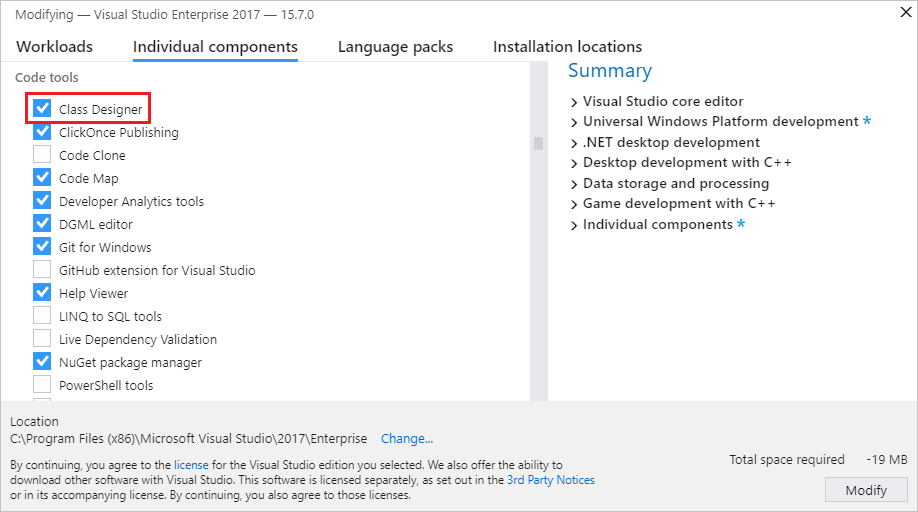 Modifying — Visual Studio Enterprise 2017 — 15.7.0
Workloads
Individual components
Language packs
Installation locations
Code tools
Class Designer
ClickOnce Publishing
Code Clone
Code Map
Developer Analytics tools
DGML editor
Git for Windows
GitHub extension for Visual Studio
Help Viewer
LINQ to SQL tools
Live Dependency Validation
NuGet package manager
PowerShell tools
Summary
Visual Studio core editor
Universal Windows Platform development *
.NET desktop development
Desktop development with C++
Data storage and processing
Game development with C++
Individual components *
Location
C:\Program Files (x86)\Microsoft Visual Studio\2017\Enterprise Change...
By continuing, you agree to the license for the Visual Studio edition you selected. We also offer the ability to
download other software with Visual Studio. This software is licensed separately, as set out in the 3rd Party Notices
or in its accompanying license. By continuing, you also agree to those licenses.
Total space required -19 MB
Modify